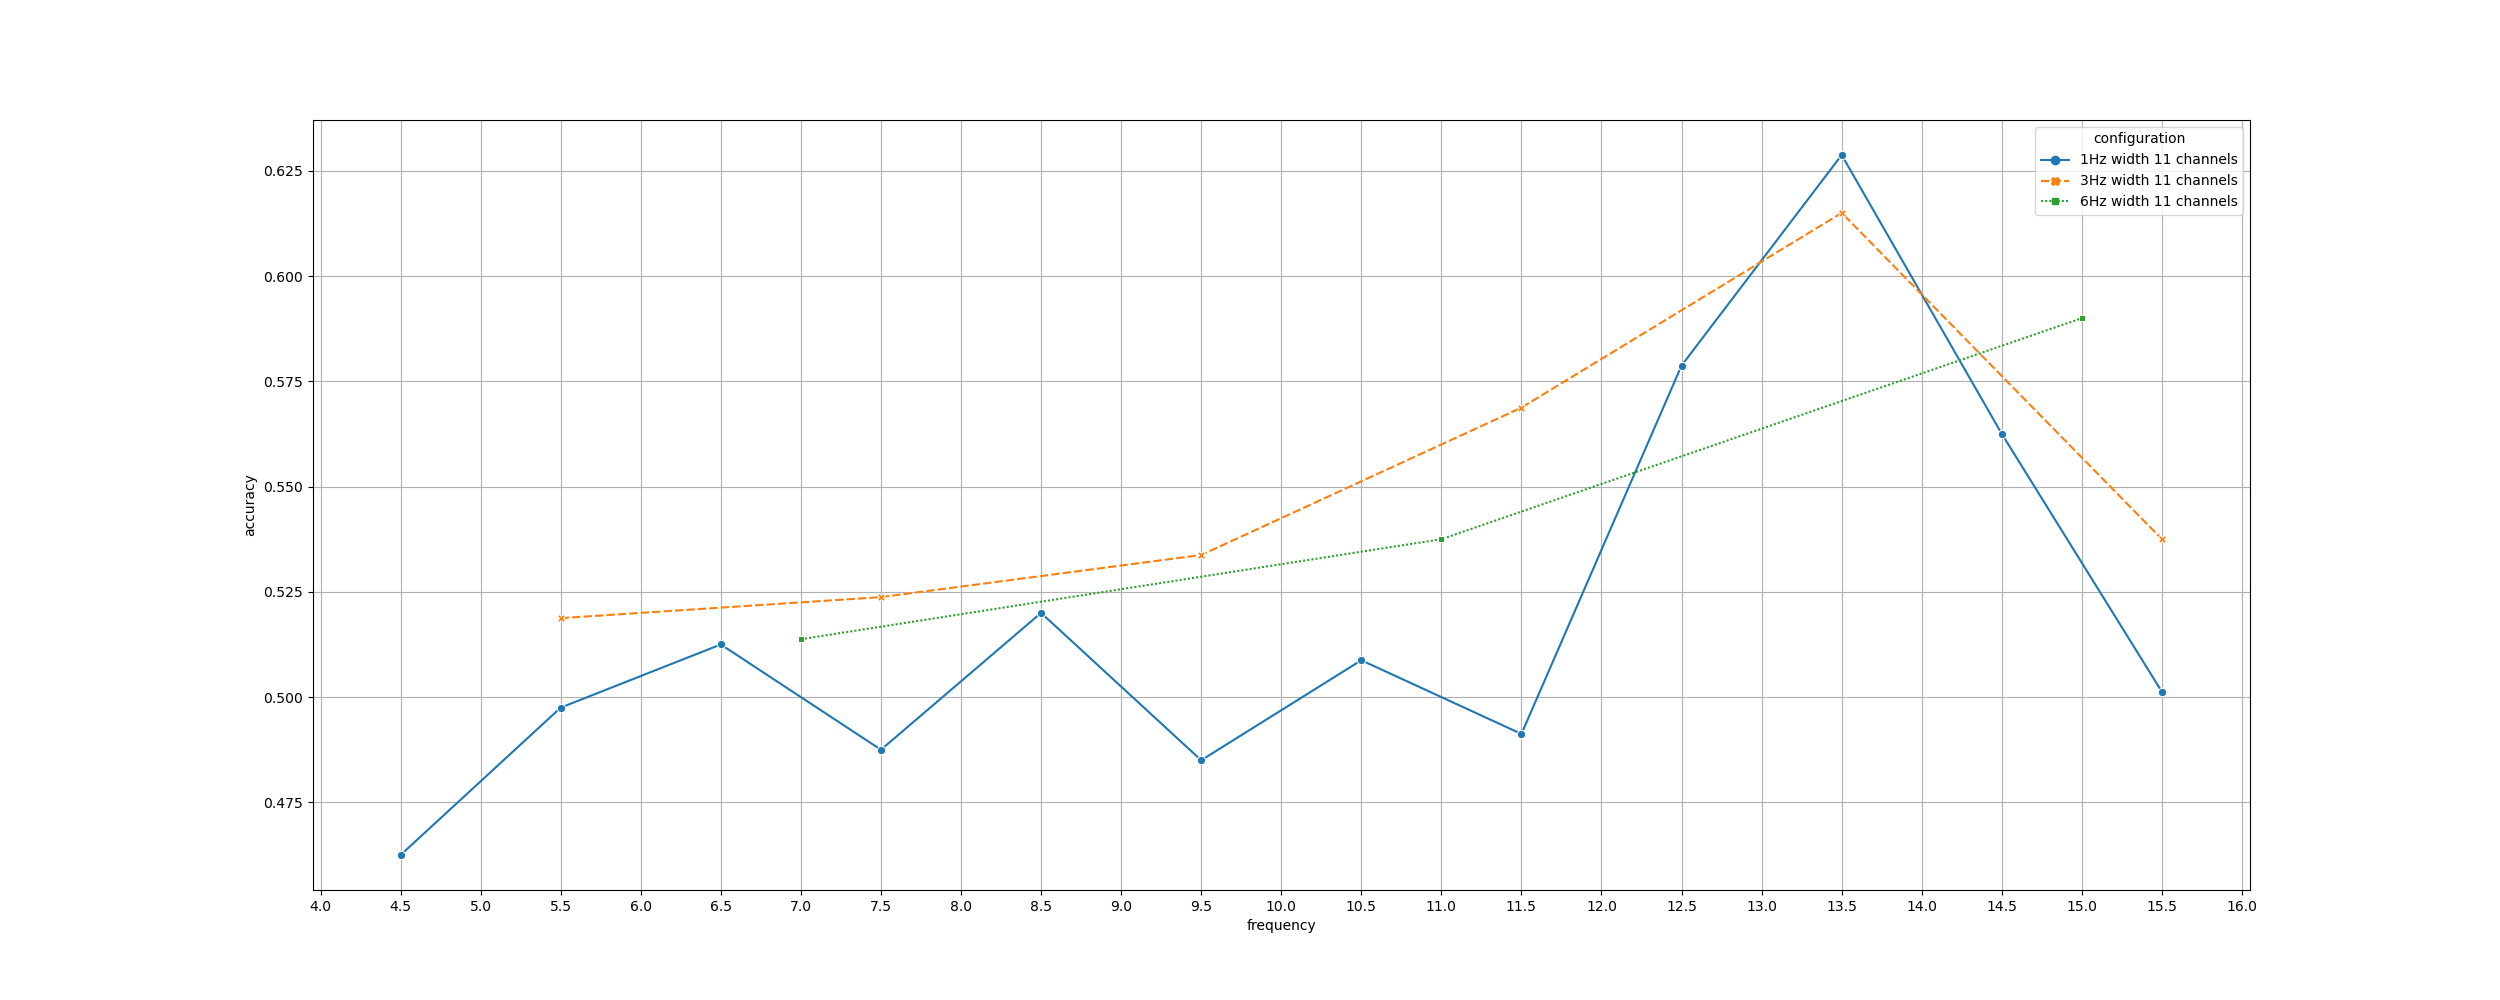 configuration
1Hz width 11 channels
3Hz width 11 channels
6Hz width 11 channels
accuracy
0.625
0.600
0.575
0.550
0.525
0.500
0.475
4.0 4.5 5.0 5.5 6.0 6.5 7.0 7.5 8.0 8.5 9.0 9.5 10.0 10.5 11.0 11.5 12.0 12.5 13.0 13.5 14.0 14.5 15.0 15.5 16.0
frequency